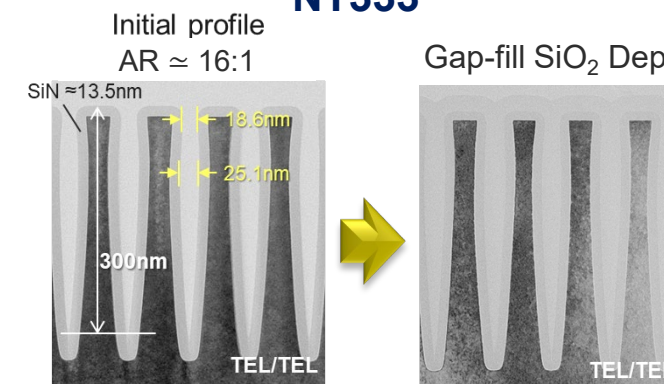 NT333
Initial profile
AR ≃ 16:1
SiN ≈13.5nm
18.6nm
25.1nm
300nm
TEL/TEL
Gap-fill SiO₂ Dep
TEL/TEL